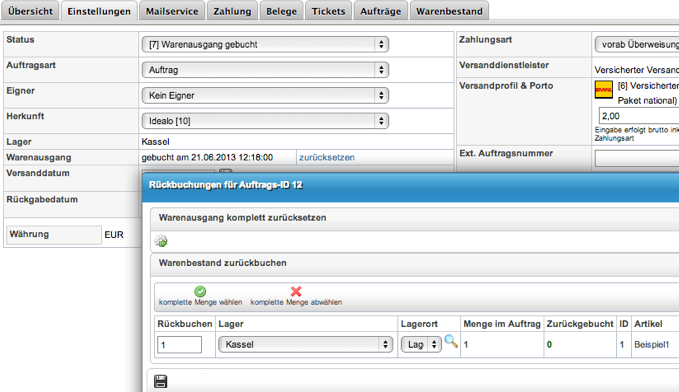 Übersicht Einstellungen Mailservice Zahlung Belege Tickets Aufträge Warenbestand
Status [7] Warenausgang gebucht
Auftragsart Auftrag
Eigner Kein Eigner
Herkunft Idealo [10]
Lager Kassel
Warenausgang gebucht am 21.06.2013 12:18:00 zurücksetzen
Versanddatum
Rückgabedatum
Währung EUR
Zahlungsart vorab Überweisung
Versanddienstleister Versicherter Versand
Versandprofil & Porto [6] Versicherter
Paket national)
2,00
Eingabe erfolgt brutto
Zahlungsart
Ext. Auftragsnummer
Rückbuchungen für Auftrags-ID 12
Warenausgang komplett zurücksetzen
Warenbestand zurückbuchen
komplette Menge wählen komplette Menge abwählen
Rückbuchen Lager Lagerort Menge im Auftrag Zurückgebucht ID Artikel
1 Kassel Lag 1 0 1 Beispiel1